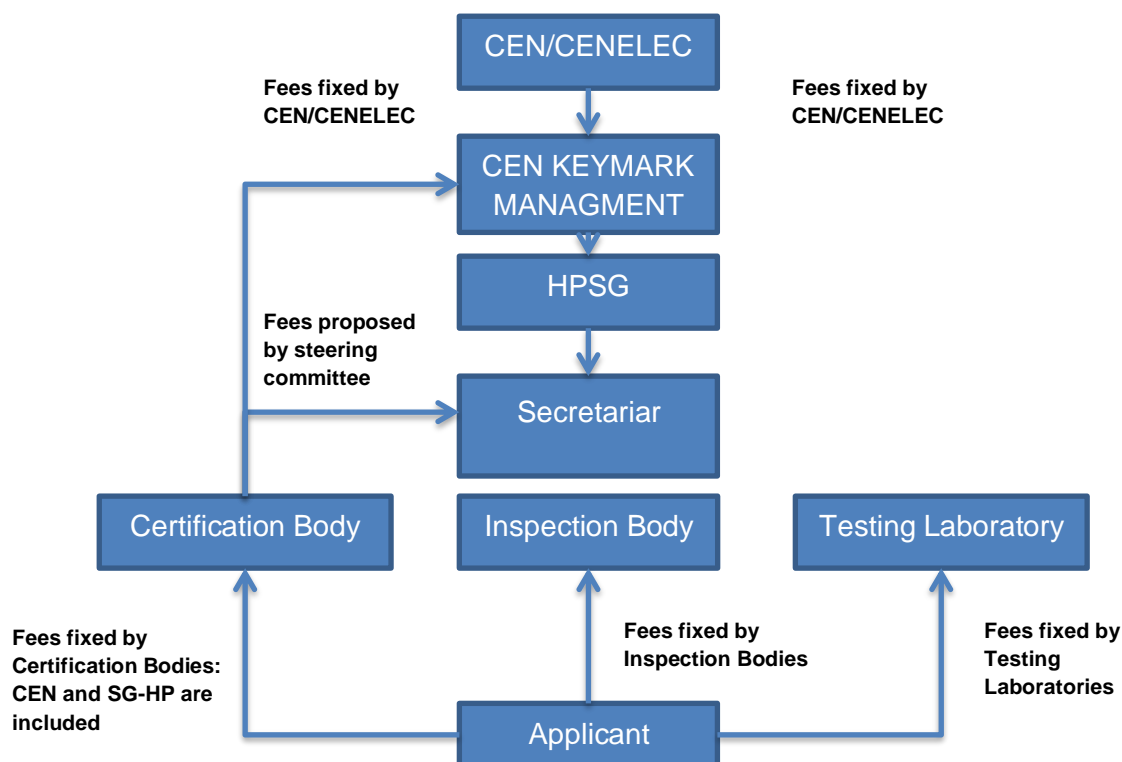 CEN/CENELEC
Fees fixed by
CEN/CENELEC
Fees fixed by
CEN/CENELEC
CEN KEYMARK
MANAGMENT
HPSG
Fees proposed
by steering
committee
Secretariar
Certification Body
Inspection Body
Testing Laboratory
Fees fixed by
Certification Bodies:
CEN and SG-HP are
included
Fees fixed by
Inspection Bodies
Fees fixed by
Testing
Laboratories
Applicant